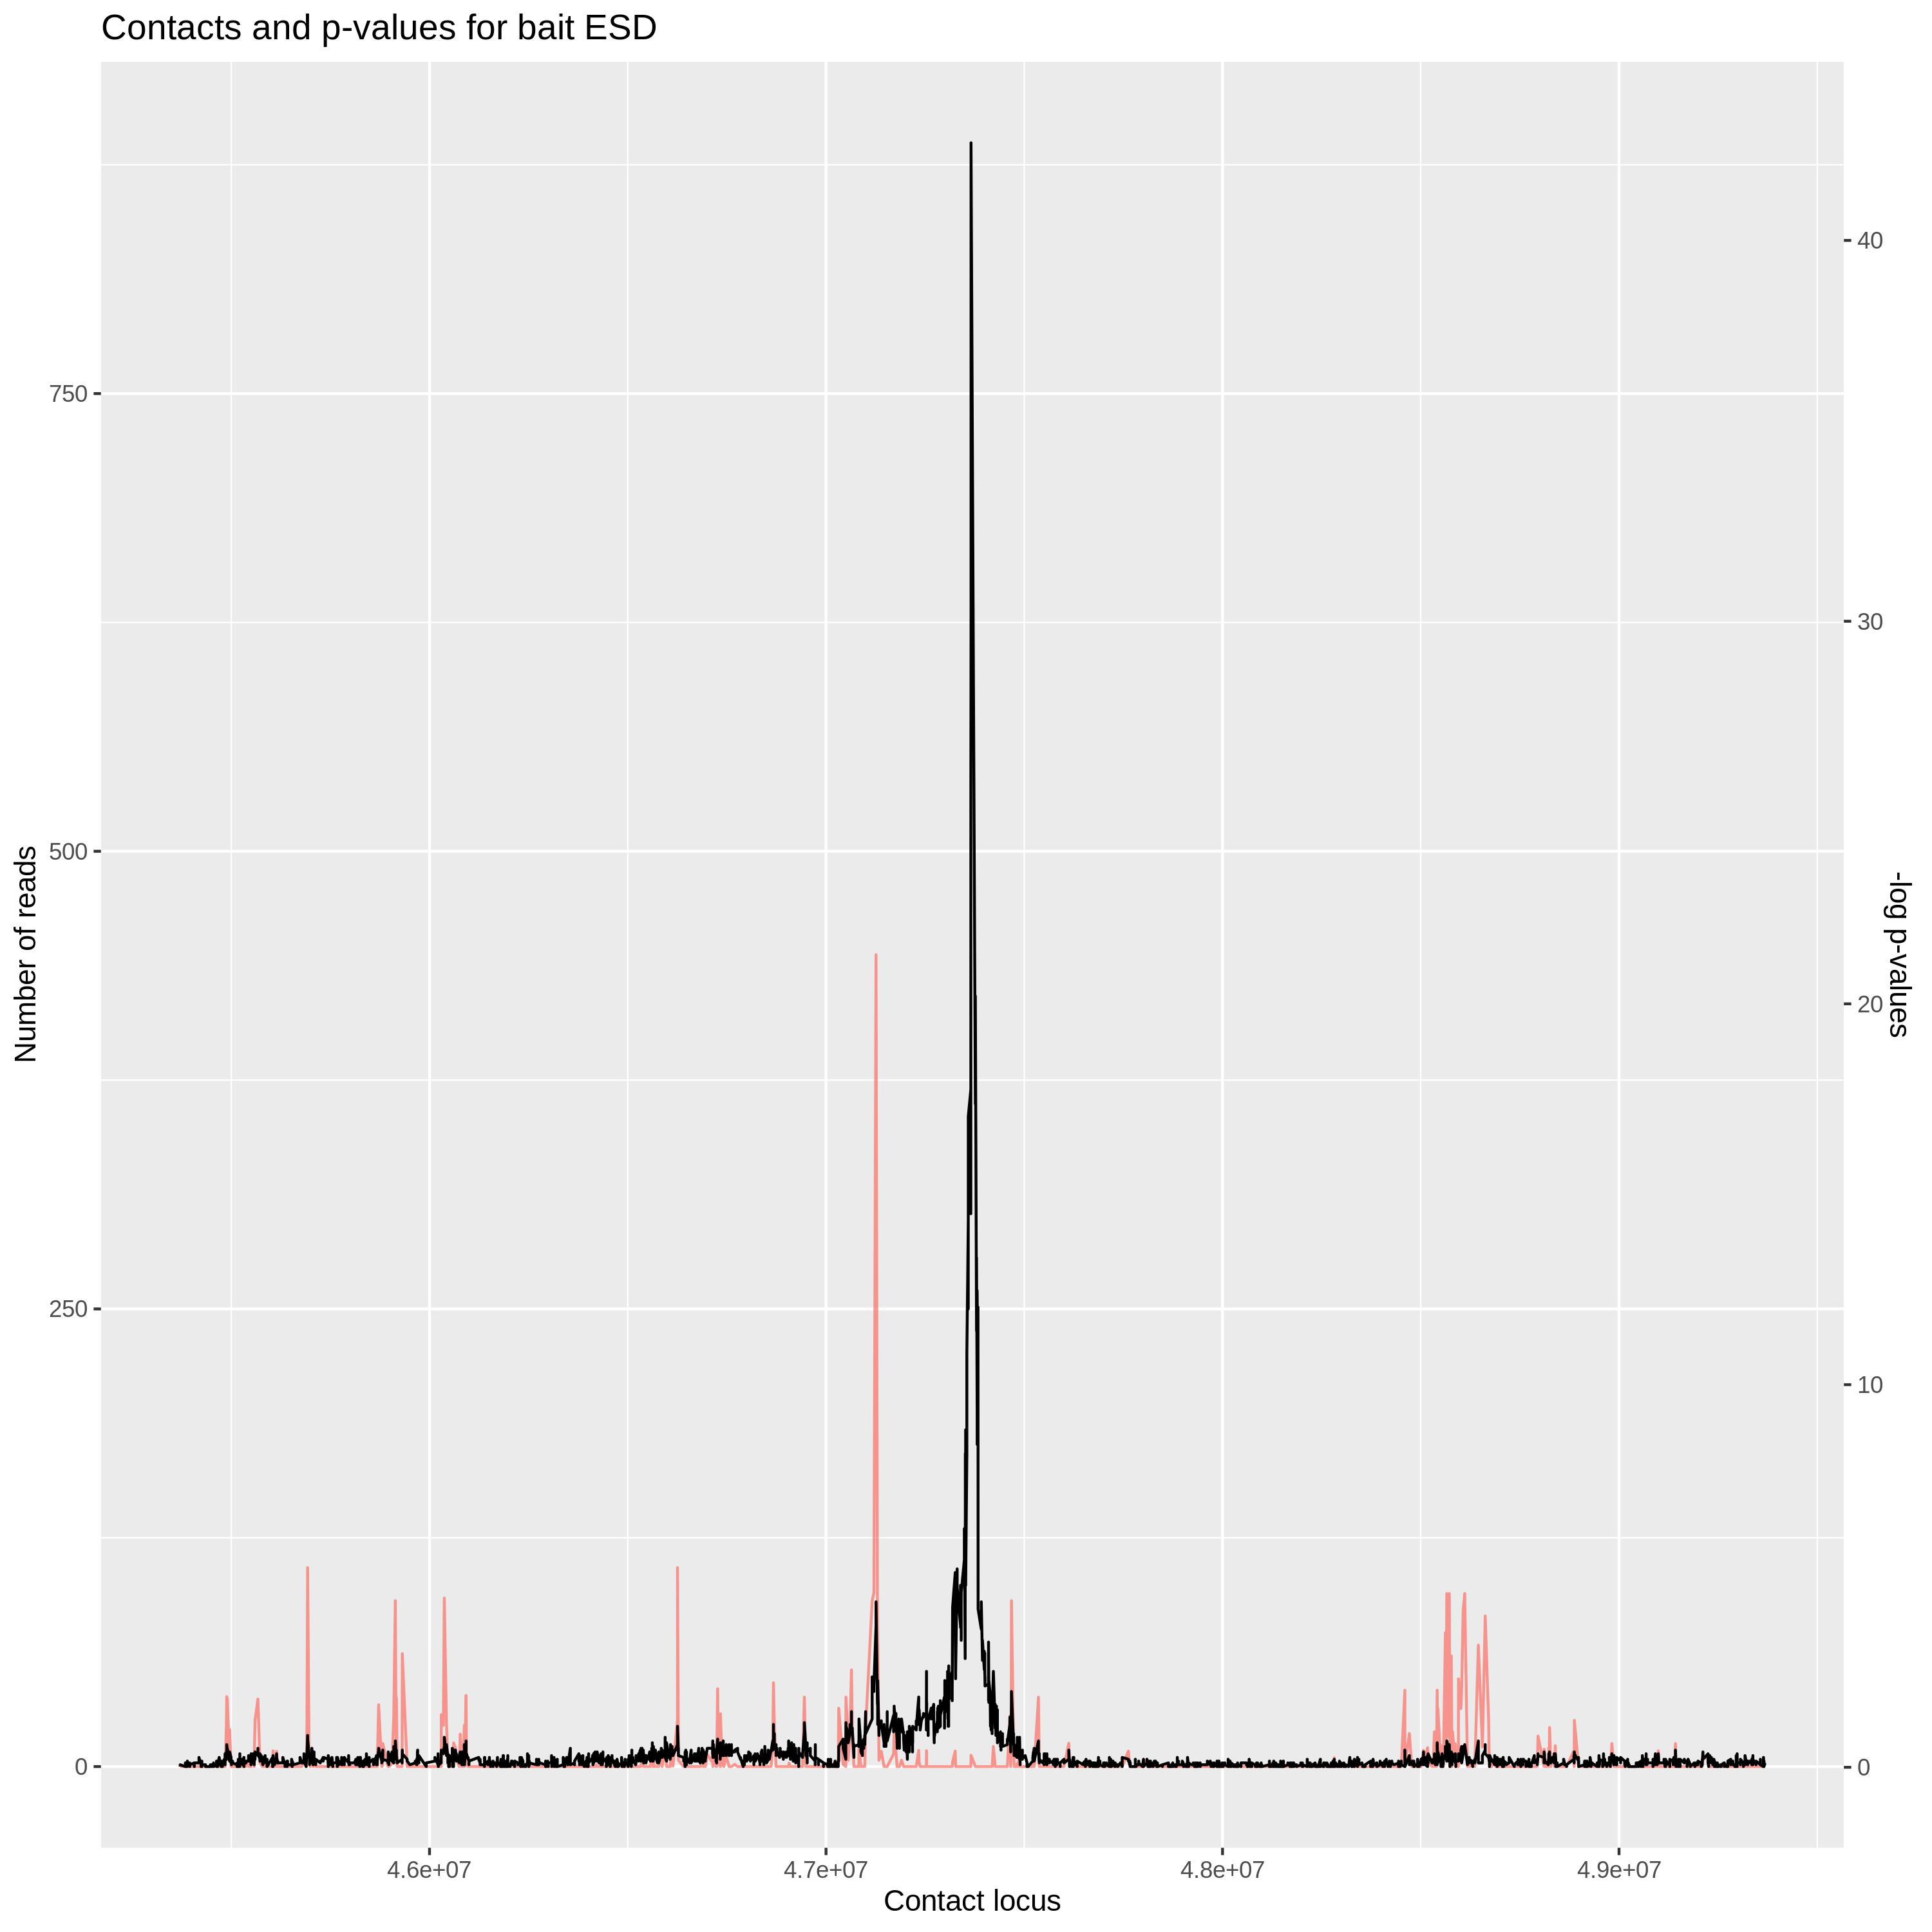 Contacts and p-values for bait ESD
Number of reads
750
500
250
0
40
30
20
10
0
-log p-values
4.6e+07 4.7e+07 4.8e+07 4.9e+07
Contact locus